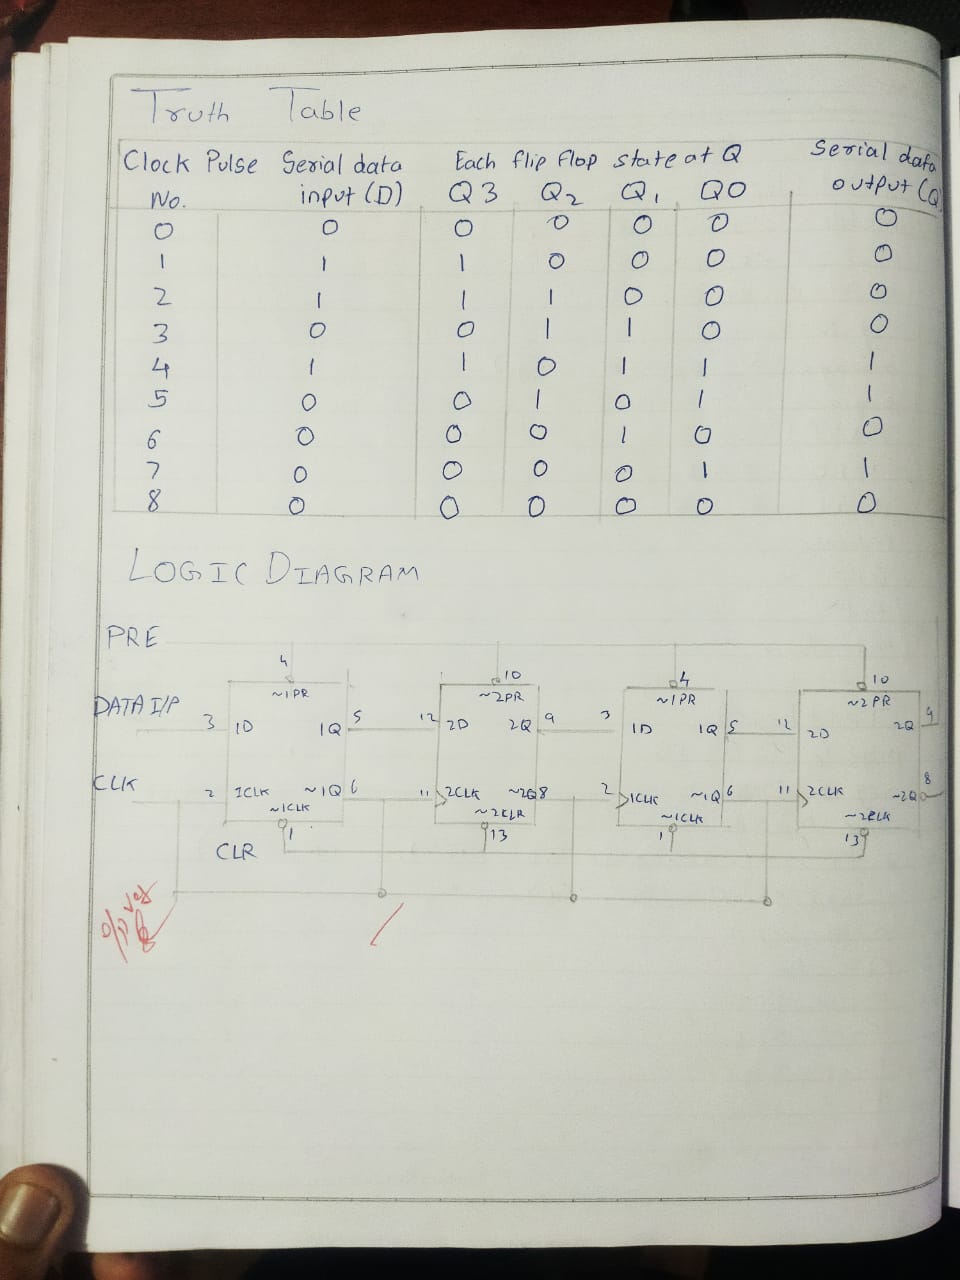 Truth Table
Clock Pulse Serial data Each flip flop state at Q Serial data
No. input (D) Q3 Q2 Q1 Q0 output (Q)
0 0 0 0 0 0 0
1 1 1 0 0 0 0
2 1 1 1 0 0 0
3 0 0 1 1 0 0
4 1 1 0 1 1 1
5 0 0 1 0 1 1
6 0 0 0 1 0 0
7 0 0 0 0 1 1
8 0 0 0 0 0 0
LOGIC DIAGRAM
PRE
4 10 4 10
~1PR ~2PR ~1PR ~2PR
DATA I/P 3 1D 1Q 5 12 2D 2Q 9 3 1D 1Q 5 12 2D 2Q 9
CLK 2 1CLK ~1Q 6 11 2CLK ~2Q 8 2 1CLK ~1Q 6 11 2CLK ~2Q 8
~1CLK ~2CLR ~1CLK ~2CLK
1 13 1 13
CLR